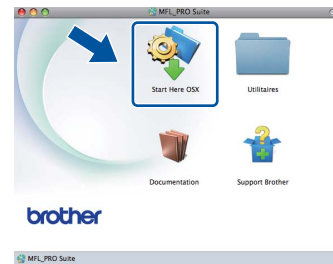 MFL_PRO Suite
Start Here OSX
Utilitaires
Documentation
Support Brother
brother
MFL_PRO Suite